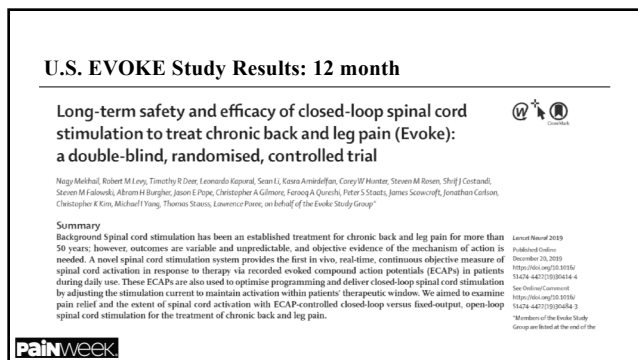 U.S. EVOKE Study Results: 12 month
Long-term safety and efficacy of closed-loop spinal cord
stimulation to treat chronic back and leg pain (Evoke):
a double-blind, randomised, controlled trial
CrossMark
Nagy Mekhail, Robert M Levy, Timothy R Deer, Leonardo Kapural, Sean Li, Kasra Amirdelfan, Corey W Hunter, Steven M Rosen, Shrif J Costandi,
Steven M Falowski, Abram H Burgher, Jason E Pope, Christopher A Gilmore, Farooq A Qureshi, Peter S Staats, James Scowcroft, Jonathan Carlson,
Christopher K Kim, Michael I Yang, Thomas Stauss, Lawrence Poree, on behalf of the Evoke Study Group*
Summary
Background Spinal cord stimulation has been an established treatment for chronic back and leg pain for more than
50 years; however, outcomes are variable and unpredictable, and objective evidence of the mechanism of action is
needed. A novel spinal cord stimulation system provides the first in vivo, real-time, continuous objective measure of
spinal cord activation in response to therapy via recorded evoked compound action potentials (ECAPs) in patients
during daily use. These ECAPs are also used to optimise programming and deliver closed-loop spinal cord stimulation
by adjusting the stimulation current to maintain activation within patients' therapeutic window. We aimed to examine
pain relief and the extent of spinal cord activation with ECAP-controlled closed-loop versus fixed-output, open-loop
spinal cord stimulation for the treatment of chronic back and leg pain.
Lancet Neurol 2019
Published Online
December 20, 2019
https://doi.org/10.1016/
S1474-4422(19)30414-4
See Online/Comment
https://doi.org/10.1016/
S1474-4422(19)30484-3
*Members of the Evoke Study
Group are listed at the end of the
PAINWEEK.